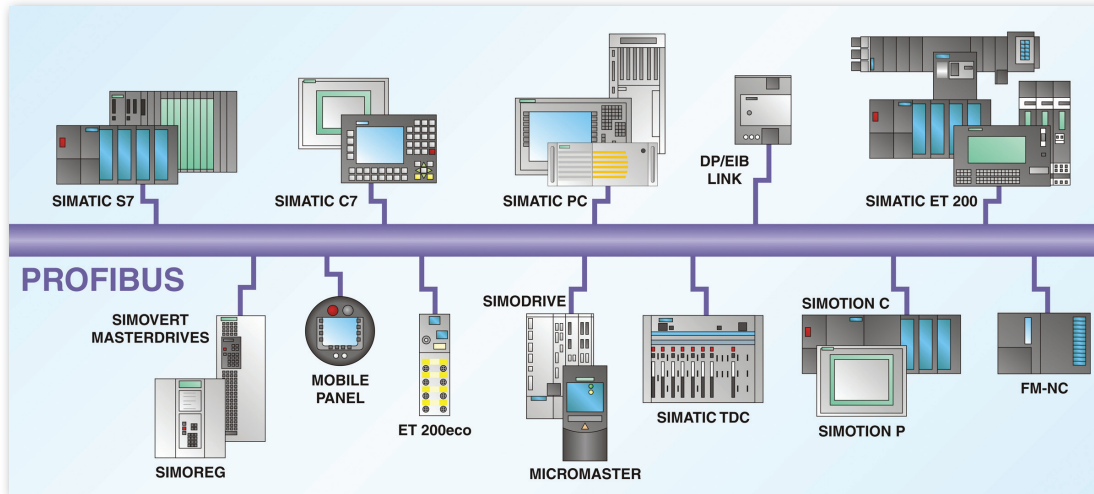 SIMATIC S7
SIMATIC C7
SIMATIC PC
DP/EIB
LINK
SIMATIC ET 200
PROFIBUS
SIMOVERT
MASTERDRIVES
SIMOREG
MOBILE
PANEL
ET 200eco
SIMODRIVE
MICROMASTER
SIMATIC TDC
SIMOTION C
SIMOTION P
FM-NC